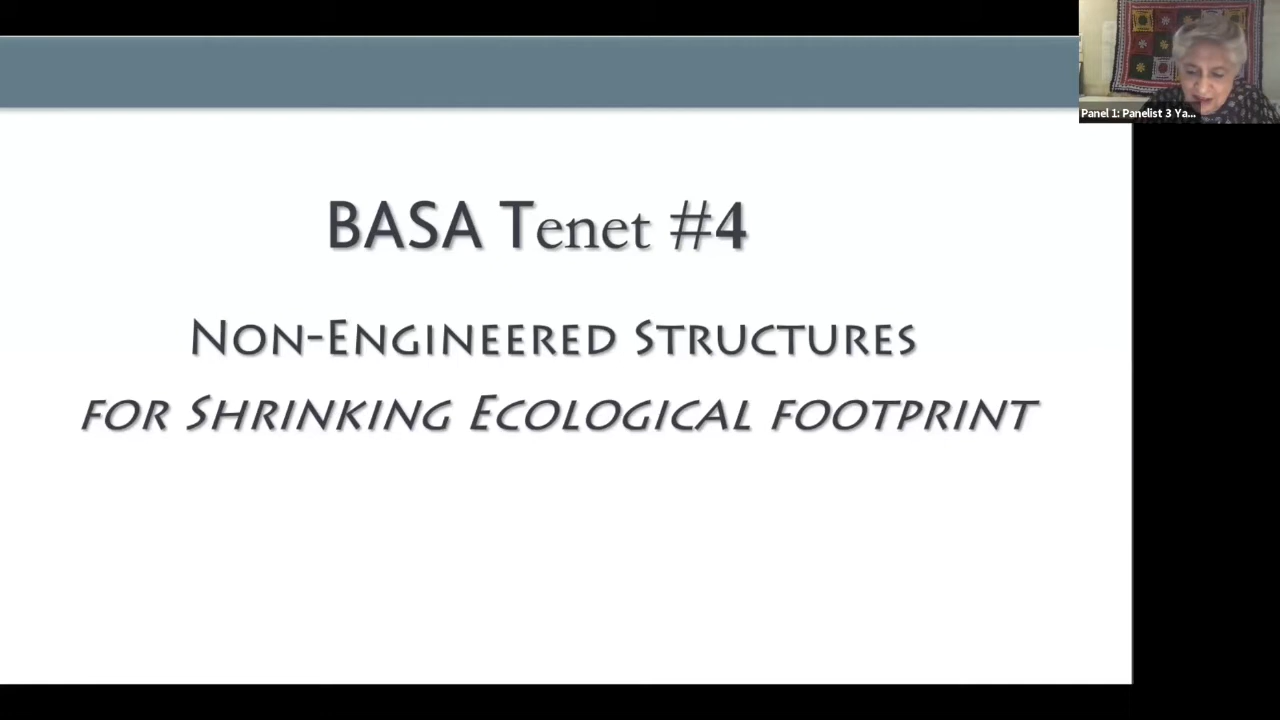 Panel 1: Panelist 3 Ya...
BASA Tenet #4
Non-Engineered Structures
for Shrinking Ecological footprint